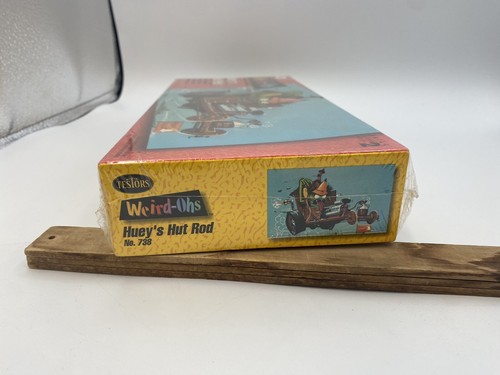 TESTORS
Weird-Ohs
Huey's Hut Rod
No. 738